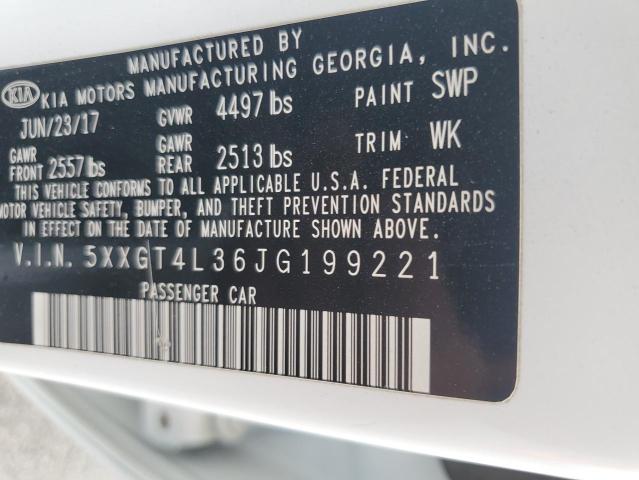 MANUFACTURED BY
KIA KIA MOTORS MANUFACTURING GEORGIA, INC.
JUN/23/17 GVWR 4497 lbs PAINT SWP
GAWR FRONT 2557 lbs GAWR REAR 2513 lbs TRIM WK
THIS VEHICLE CONFORMS TO ALL APPLICABLE U.S.A. FEDERAL
MOTOR VEHICLE SAFETY, BUMPER, AND THEFT PREVENTION STANDARDS
IN EFFECT ON THE DATE OF MANUFACTURE SHOWN ABOVE.
V.I.N. 5XXGT4L36JG199221
PASSENGER CAR